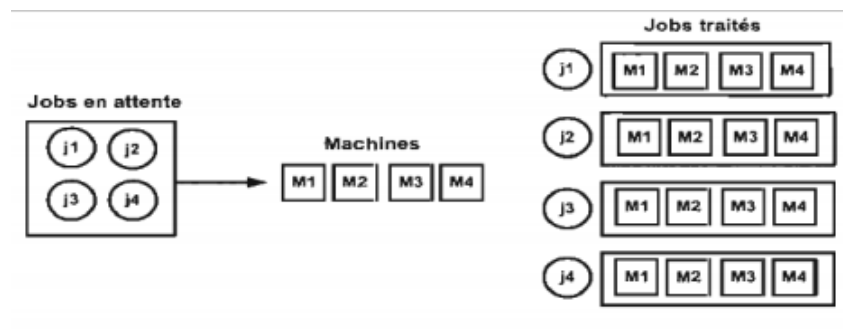 Jobs en attente
j1 j2
j3 j4
Machines
M1 M2 M3 M4
Jobs traités
j1 M1 M2 M3 M4
j2 M1 M2 M3 M4
j3 M1 M2 M3 M4
j4 M1 M2 M3 M4